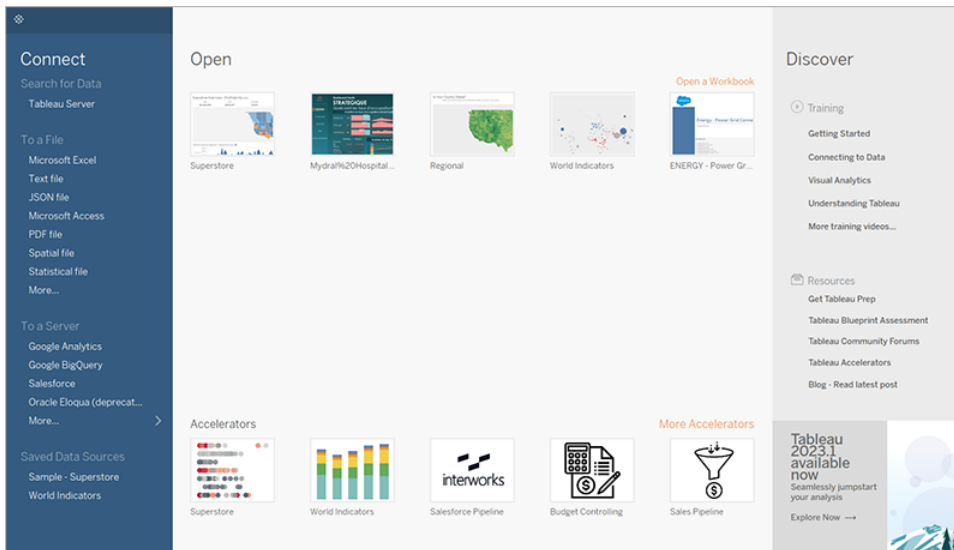 Connect
Search for Data
Tableau Server
To a File
Microsoft Excel
Text file
JSON file
Microsoft Access
PDF file
Spatial file
Statistical file
More...
To a Server
Google Analytics
Google BigQuery
Salesforce
Oracle Eloqua (deprecat...
More...
Saved Data Sources
Sample - Superstore
World Indicators
Open
Open a Workbook
STRATEGIQUE
Superstore
Mydral%20Hospital...
Regional
World Indicators
ENERGY - Power Gr...
Accelerators
More Accelerators
interworks
Superstore
World Indicators
Salesforce Pipeline
Budget Controlling
Sales Pipeline
Discover
Training
Getting Started
Connecting to Data
Visual Analytics
Understanding Tableau
More training videos...
Resources
Get Tableau Prep
Tableau Blueprint Assessment
Tableau Community Forums
Tableau Accelerators
Blog - Read latest post
Tableau
2023.1
available
now
Seamlessly jumpstart
your analysis
Explore Now →